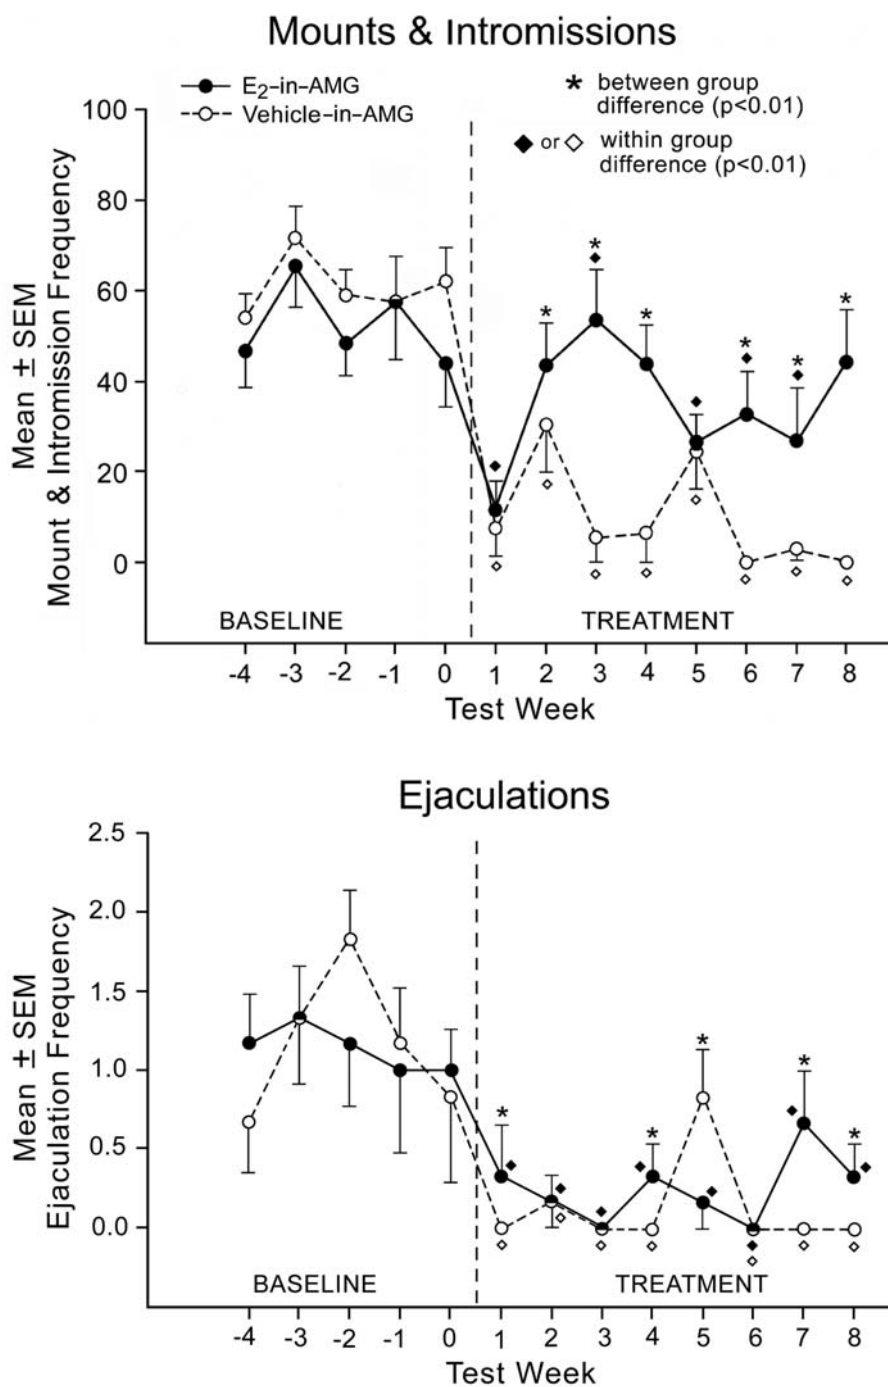 Mounts & Intromissions
E2-in-AMG
Vehicle-in-AMG
* between group
difference (p<0.01)
◆ or ◇ within group
difference (p<0.01)
Mean ± SEM
Mount & Intromission Frequency
100
80
60
40
20
0
BASELINE
TREATMENT
-4 -3 -2 -1 0 1 2 3 4 5 6 7 8
Test Week
Ejaculations
Mean ± SEM
Ejaculation Frequency
2.5
2.0
1.5
1.0
0.5
0.0
BASELINE
TREATMENT
-4 -3 -2 -1 0 1 2 3 4 5 6 7 8
Test Week